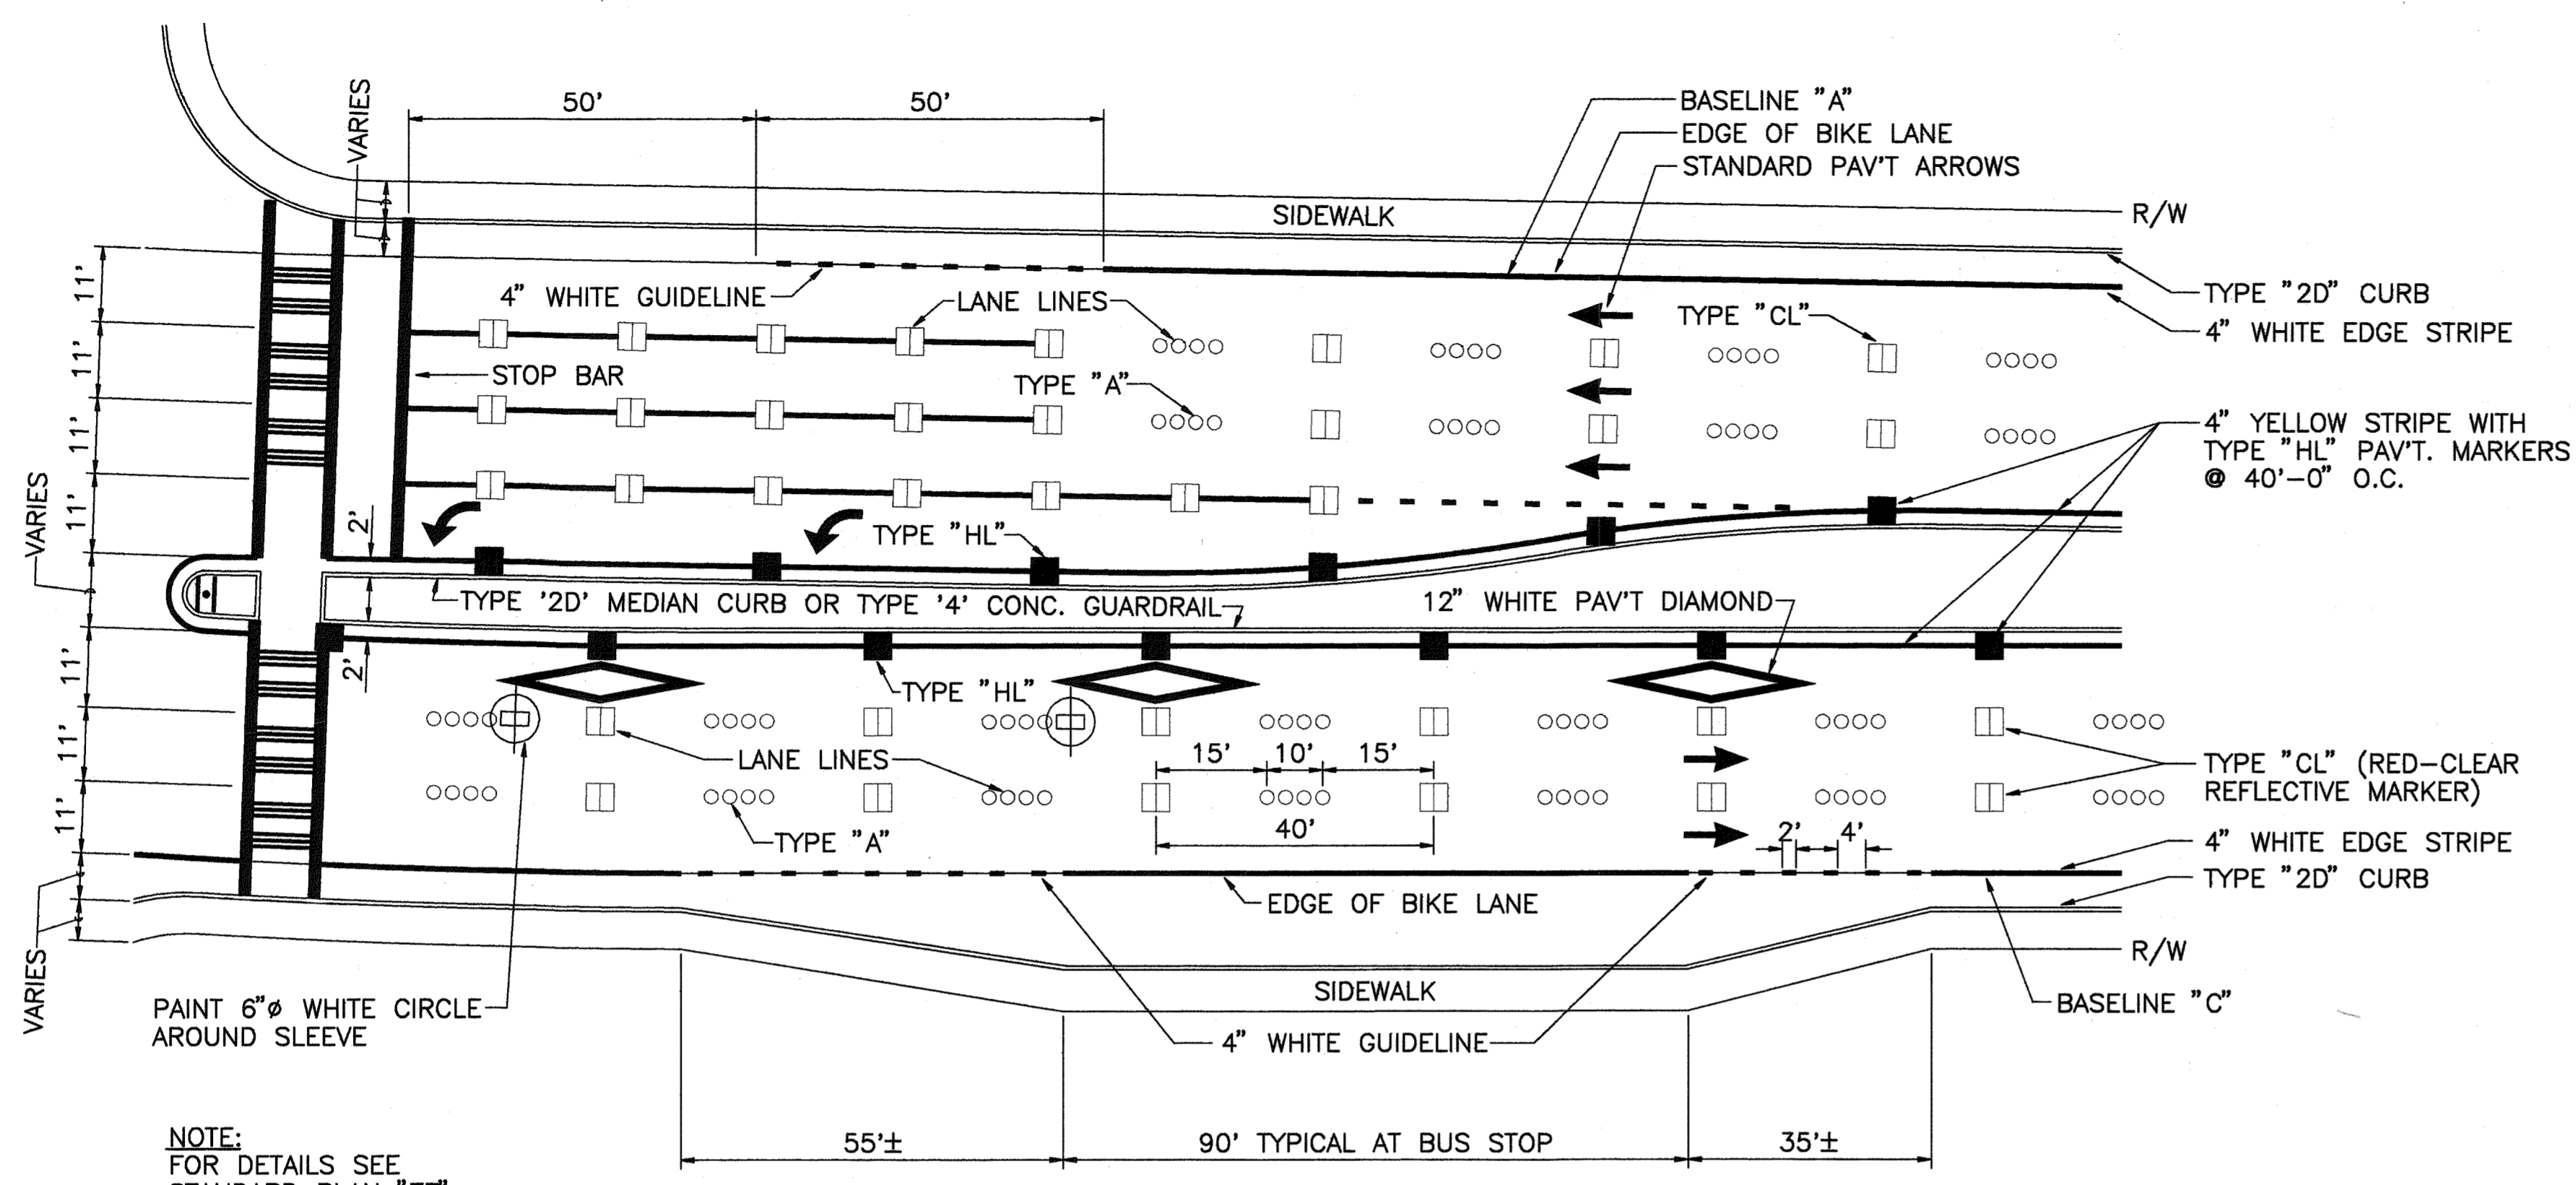 50'
50'
VARIES
BASELINE "A"
EDGE OF BIKE LANE
STANDARD PAV'T ARROWS
SIDEWALK
R/W
11'
4" WHITE GUIDELINE
LANE LINES
TYPE "CL"
TYPE "2D" CURB
4" WHITE EDGE STRIPE
11'
STOP BAR
TYPE "A"
11'
4" YELLOW STRIPE WITH
TYPE "HL" PAV'T. MARKERS
@ 40'-0" O.C.
11'
VARIES
2'
TYPE "HL"
TYPE '2D' MEDIAN CURB OR TYPE '4' CONC. GUARDRAIL
12" WHITE PAV'T DIAMOND
11'
2'
TYPE "HL"
11'
LANE LINES
15'
10'
15'
TYPE "CL" (RED-CLEAR
REFLECTIVE MARKER)
11'
TYPE "A"
40'
2'
4'
4" WHITE EDGE STRIPE
TYPE "2D" CURB
EDGE OF BIKE LANE
VARIES
R/W
SIDEWALK
BASELINE "C"
PAINT 6"ø WHITE CIRCLE
AROUND SLEEVE
4" WHITE GUIDELINE
NOTE:
FOR DETAILS SEE
55'±
90' TYPICAL AT BUS STOP
35'±